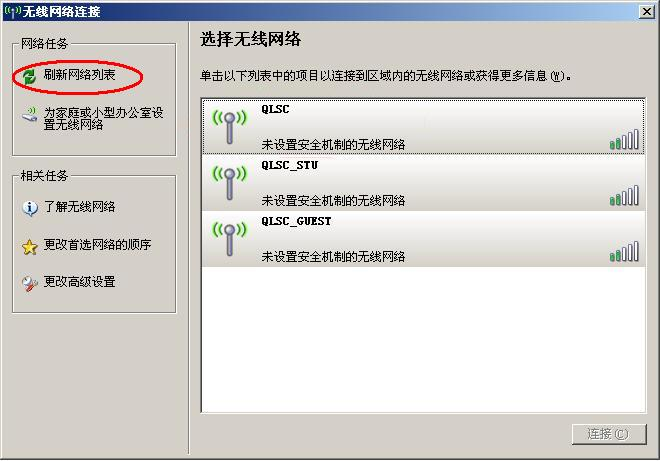 无线网络连接
网络任务
刷新网络列表
为家庭或小型办公室设
置无线网络
相关任务
了解无线网络
更改首选网络的顺序
更改高级设置
选择无线网络
单击以下列表中的项目以连接到区域内的无线网络或获得更多信息(W)。
QLSC
未设置安全机制的无线网络
QLSC_STU
未设置安全机制的无线网络
QLSC_GUEST
未设置安全机制的无线网络
连接(C)